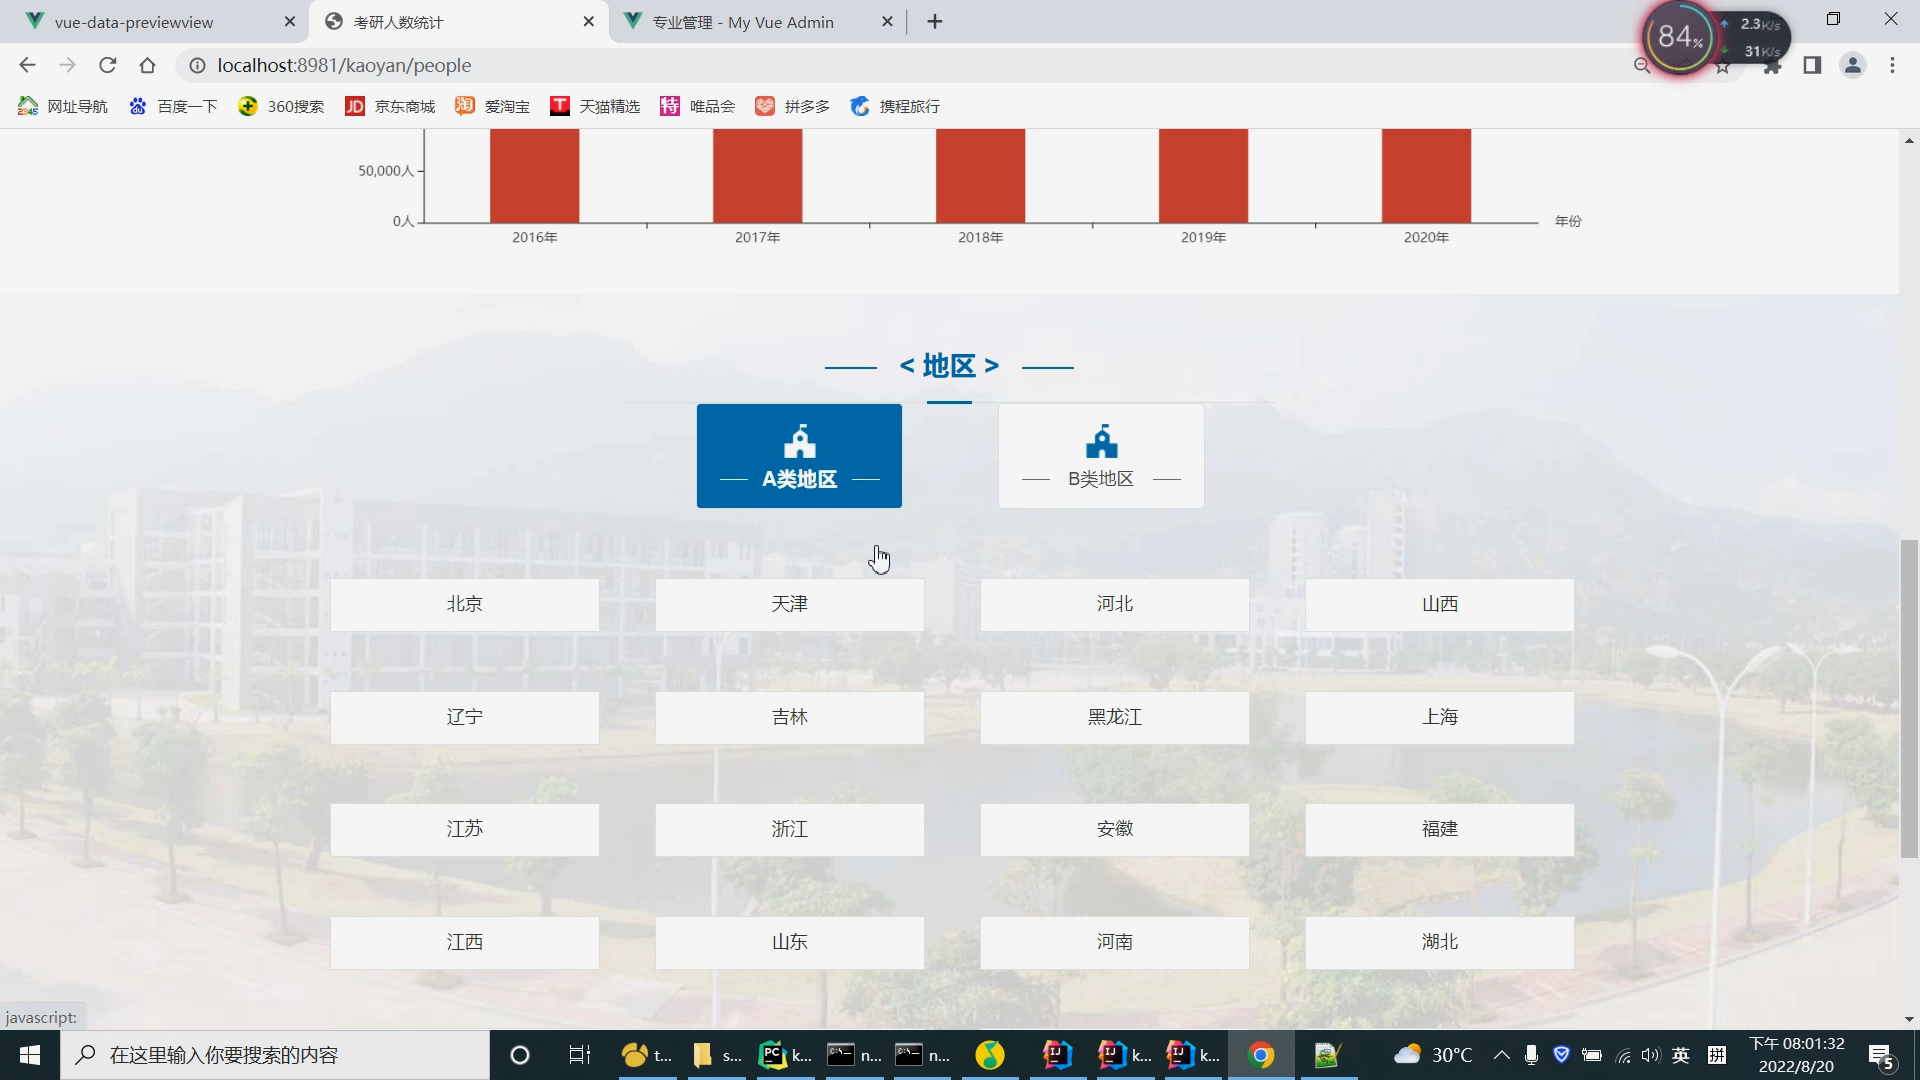 vue-data-previewview
考研人数统计
专业管理 - My Vue Admin
84%
2.3K/s
31K/s
localhost:8981/kaoyan/people
网址导航
百度一下
360搜索
京东商城
爱淘宝
天猫精选
唯品会
拼多多
携程旅行
50,000人
0人
2016年
2017年
2018年
2019年
2020年
年份
< 地区 >
A类地区
B类地区
北京
天津
河北
山西
辽宁
吉林
黑龙江
上海
江苏
浙江
安徽
福建
江西
山东
河南
湖北
javascript:
在这里输入你要搜索的内容
t...
s...
k...
n...
n...
k...
k...
30°C
英
拼
下午 08:01:32
2022/8/20
5